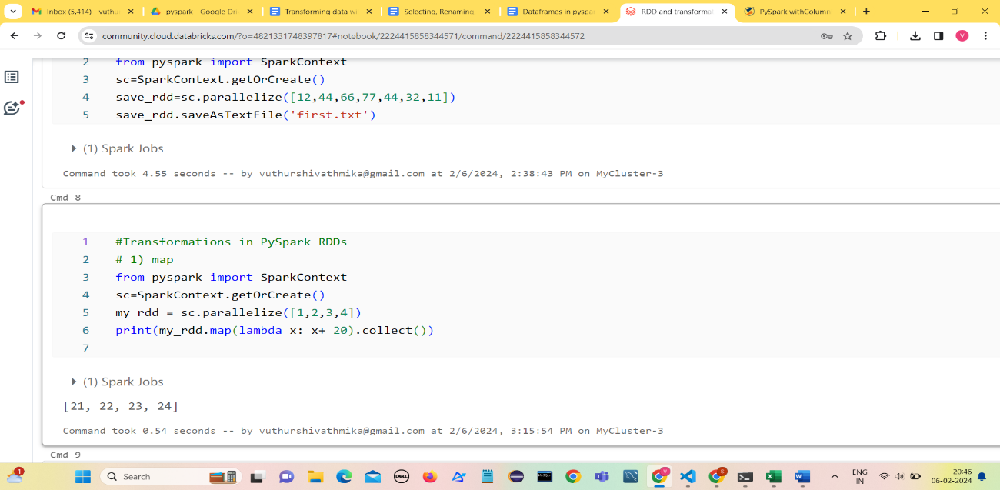 Inbox (5,414) - vuthu
pyspark - Google Dri
Transforming data wi
Selecting, Renaming,
Dataframes in pyspa
RDD and transforma
PySpark withColumn
community.cloud.databricks.com/?o=4821331748397817#notebook/2224415858344571/command/2224415858344572
V
2 from pyspark import SparkContext
3 sc=SparkContext.getOrCreate()
4 save_rdd=sc.parallelize([12,44,66,77,44,32,11])
5 save_rdd.saveAsTextFile('first.txt')
(1) Spark Jobs
Command took 4.55 seconds -- by vuthurshivathmika@gmail.com at 2/6/2024, 2:38:43 PM on MyCluster-3
Cmd 8
1 #Transformations in PySpark RDDs
2 # 1) map
3 from pyspark import SparkContext
4 sc=SparkContext.getOrCreate()
5 my_rdd = sc.parallelize([1,2,3,4])
6 print(my_rdd.map(lambda x: x+ 20).collect())
7
(1) Spark Jobs
[21, 22, 23, 24]
Command took 0.54 seconds -- by vuthurshivathmika@gmail.com at 2/6/2024, 3:15:54 PM on MyCluster-3
Cmd 9
1
Search
DELL
V
S
ENG
IN
20:46
06-02-2024